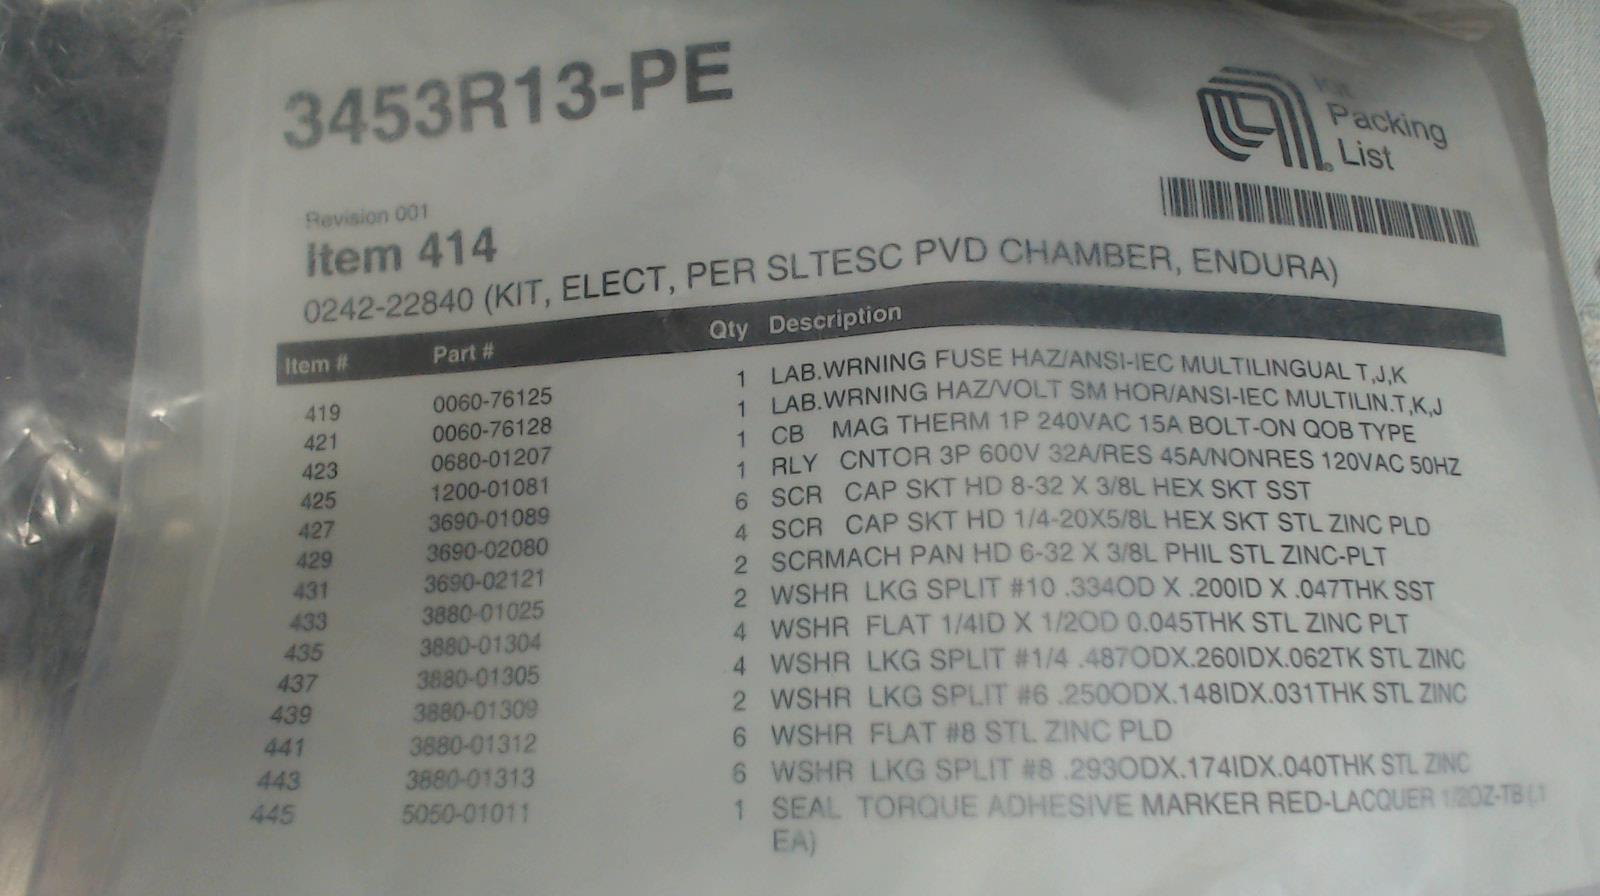 3453R13-PE
Kit
Packing
List
Revision 001
Item 414
0242-22840 (KIT, ELECT, PER SLTESC PVD CHAMBER, ENDURA)
Item # Part # Qty Description
419 0060-76125 1 LAB.WRNING FUSE HAZ/ANSI-IEC MULTILINGUAL T,J,K
421 0060-76128 1 LAB.WRNING HAZ/VOLT SM HOR/ANSI-IEC MULTILIN.T,K,J
423 0680-01207 1 CB MAG THERM 1P 240VAC 15A BOLT-ON QOB TYPE
425 1200-01081 1 RLY CNTOR 3P 600V 32A/RES 45A/NONRES 120VAC 50HZ
427 3690-01089 6 SCR CAP SKT HD 8-32 X 3/8L HEX SKT SST
429 3690-02080 4 SCR CAP SKT HD 1/4-20X5/8L HEX SKT STL ZINC PLD
431 3690-02121 2 SCRMACH PAN HD 6-32 X 3/8L PHIL STL ZINC-PLT
433 3880-01025 2 WSHR LKG SPLIT #10 .334OD X .200ID X .047THK SST
435 3880-01304 4 WSHR FLAT 1/4ID X 1/2OD 0.045THK STL ZINC PLT
437 3880-01305 4 WSHR LKG SPLIT #1/4 .487ODX.260IDX.062TK STL ZINC
439 3880-01309 2 WSHR LKG SPLIT #6 .250ODX.148IDX.031THK STL ZINC
441 3880-01312 6 WSHR FLAT #8 STL ZINC PLD
443 3880-01313 6 WSHR LKG SPLIT #8 .293ODX.174IDX.040THK STL ZINC
445 5050-01011 1 SEAL TORQUE ADHESIVE MARKER RED-LACQUER 1/2OZ-TB (.1
EA)